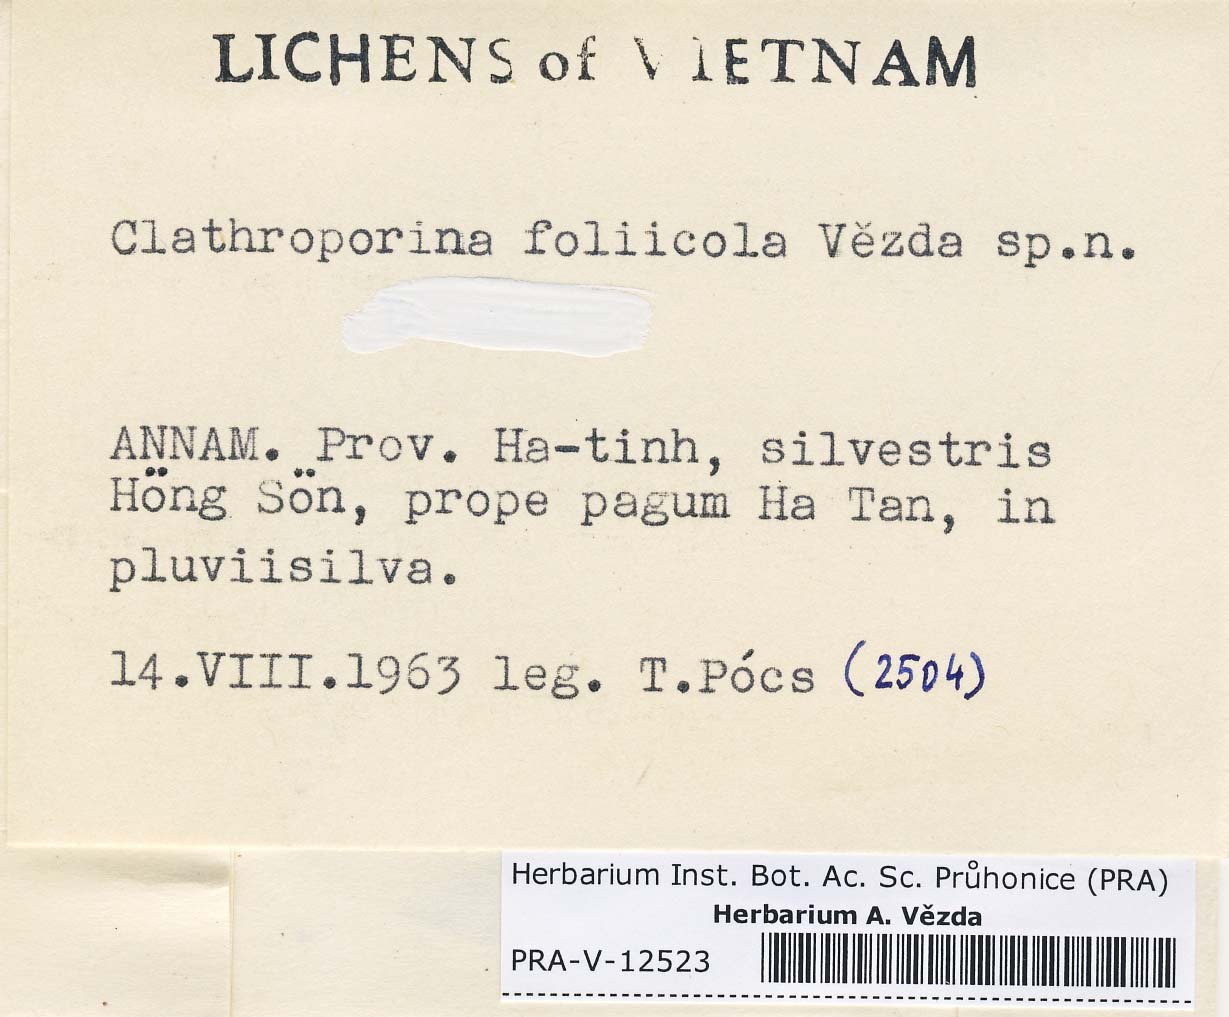 LICHENS of VIETNAM
Clathroporina foliicola Vězda sp.n.
ANNAM. Prov. Ha-tinh, silvestris
Höng Sön, prope pagum Ha Tan, in
pluviisilva.
14.VIII.1963 leg. T.Pócs (2504)
Herbarium Inst. Bot. Ac. Sc. Průhonice (PRA)
Herbarium A. Vězda
PRA-V-12523